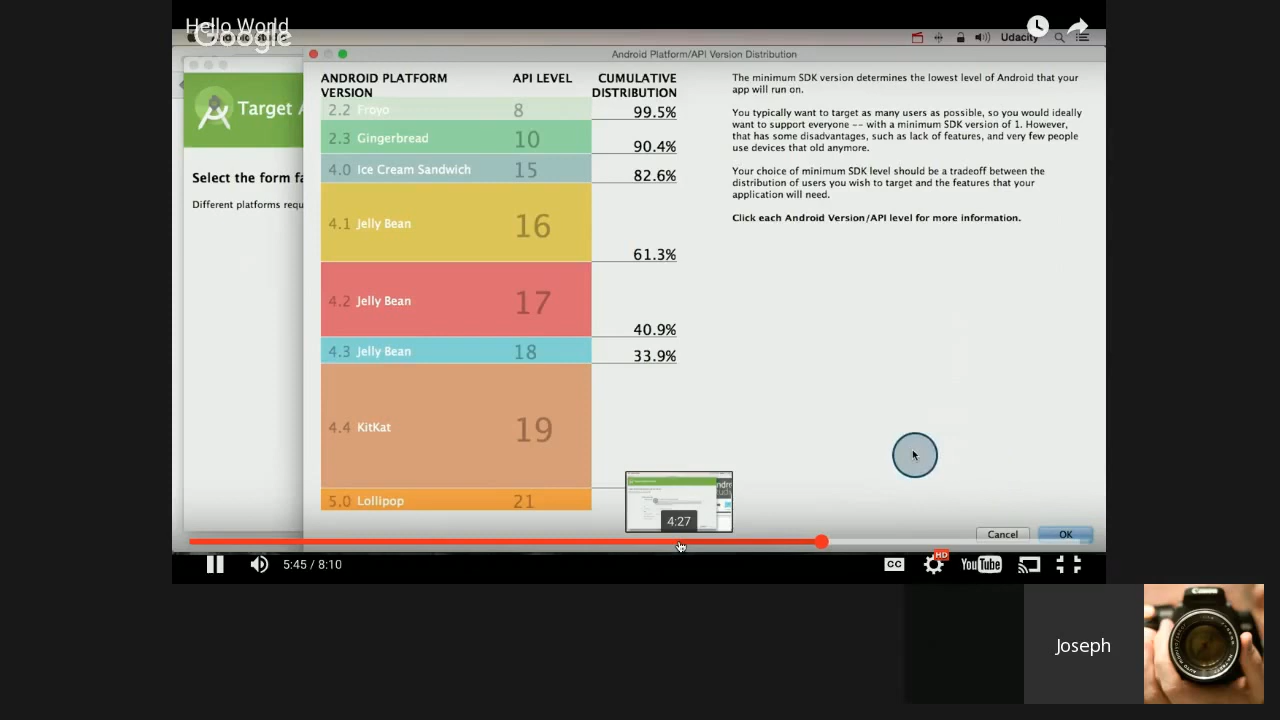 Hello World
Google
Udacity
Android Platform/API Version Distribution
Target A
Select the form fa
Different platforms requ
ANDROID PLATFORM VERSION
API LEVEL
CUMULATIVE DISTRIBUTION
2.2 Froyo 8 99.5%
2.3 Gingerbread 10 90.4%
4.0 Ice Cream Sandwich 15 82.6%
4.1 Jelly Bean 16 61.3%
4.2 Jelly Bean 17 40.9%
4.3 Jelly Bean 18 33.9%
4.4 KitKat 19
5.0 Lollipop 21
The minimum SDK version determines the lowest level of Android that your
app will run on.
You typically want to target as many users as possible, so you would ideally
want to support everyone -- with a minimum SDK version of 1. However,
that has some disadvantages, such as lack of features, and very few people
use devices that old anymore.
Your choice of minimum SDK level should be a tradeoff between the
distribution of users you wish to target and the features that your
application will need.
Click each Android Version/API level for more information.
4:27
Cancel
OK
5:45 / 8:10
CC
HD
YouTube
Joseph